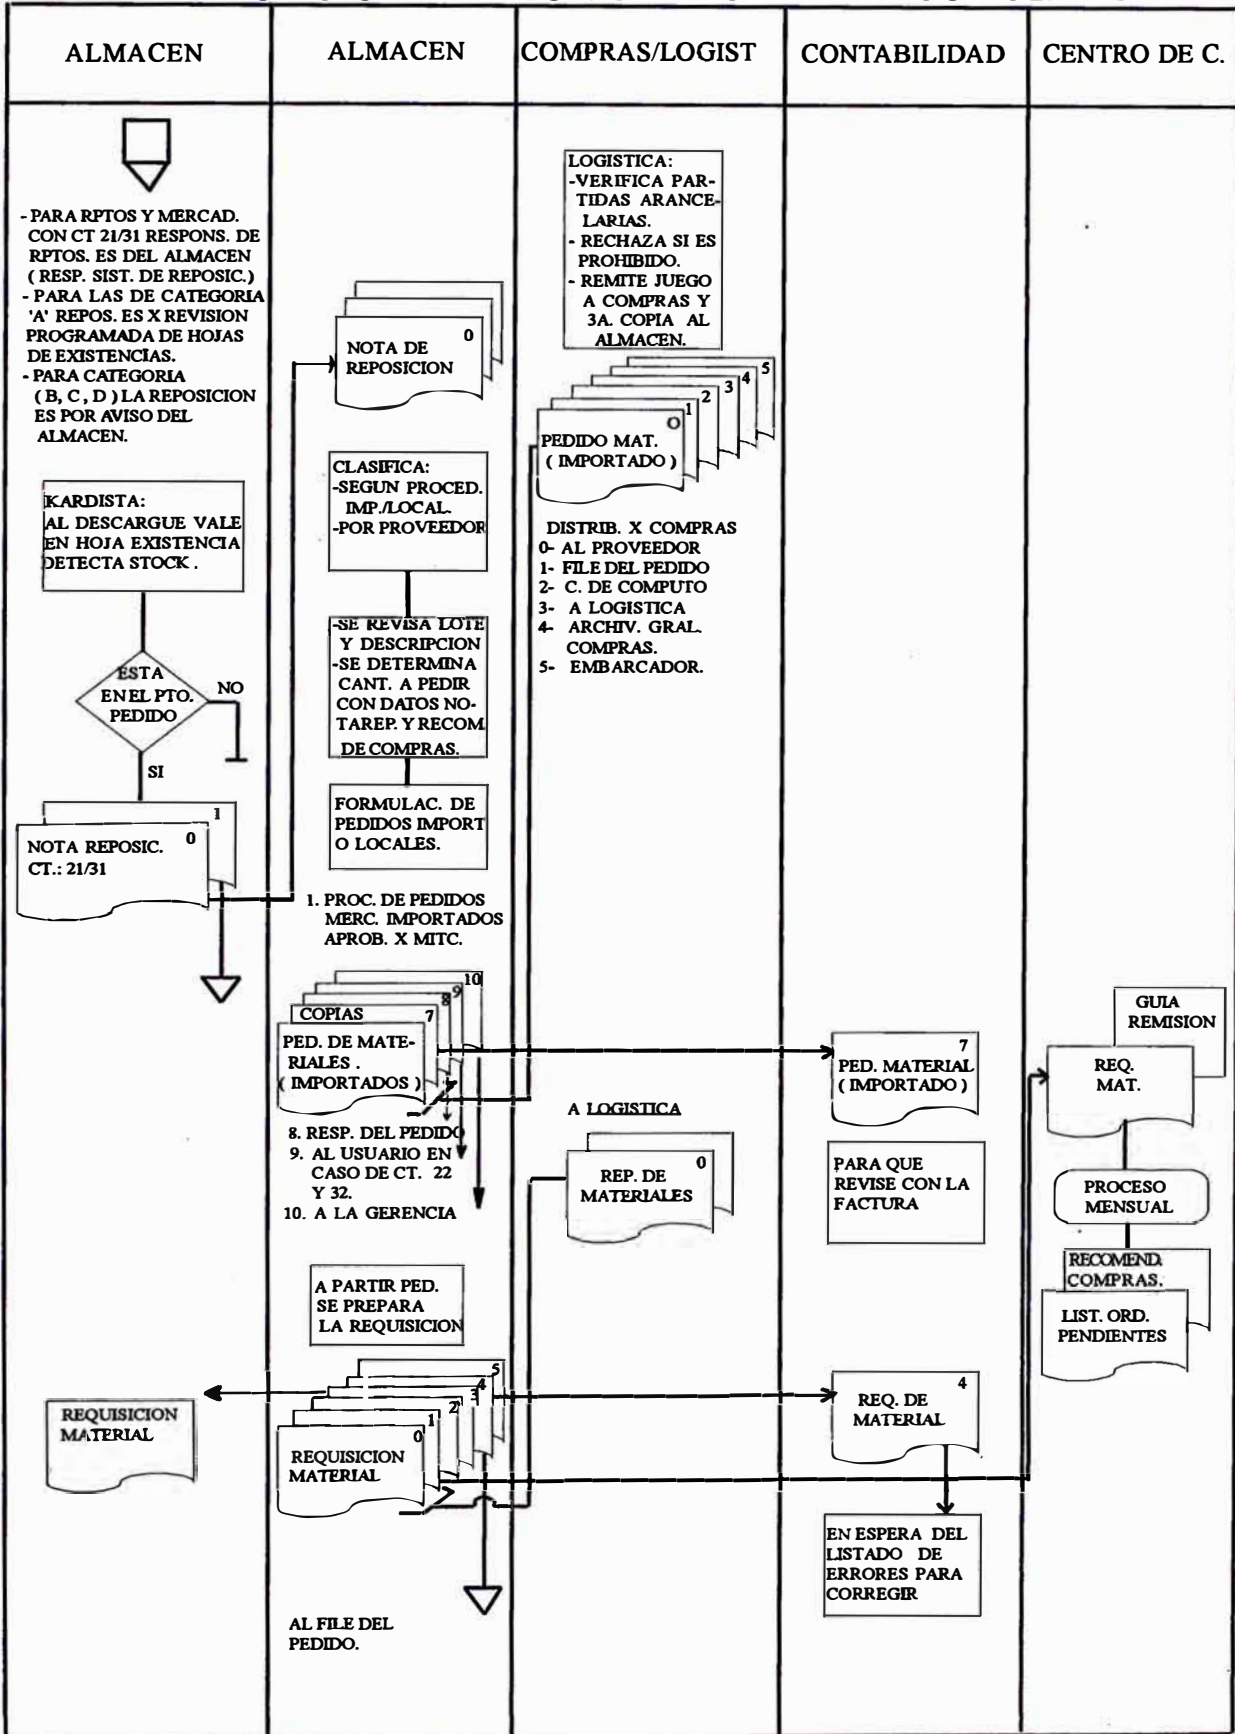 ALMACEN
ALMACEN
COMPRAS/LOGIST
CONTABILIDAD
CENTRO DE C.
- PARA RPTOS Y MERCAD.
CON CT 21/31 RESPONS. DE
RPTOS. ES DEL ALMACEN
( RESP. SIST. DE REPOSIC.)
- PARA LAS DE CATEGORIA
'A' REPOS. ES X REVISION
PROGRAMADA DE HOJAS
DE EXISTENCIAS.
- PARA CATEGORIA
( B, C , D ) LA REPOSICION
ES POR AVISO DEL
ALMACEN.
KARDISTA:
AL DESCARGUE VALE
EN HOJA EXISTENCIA
DETECTA STOCK .
ESTA
EN EL PTO.
PEDIDO
NO
SI
1
0
NOTA REPOSIC.
CT.: 21/31
REQUISICION
MATERIAL
0
NOTA DE
REPOSICION
CLASIFICA:
-SEGUN PROCED.
IMP./LOCAL.
-POR PROVEEDOR
-SE REVISA LOTE
Y DESCRIPCION
-SE DETERMINA
CANT. A PEDIR
CON DATOS NO-
TAREP. Y RECOM.
DE COMPRAS.
FORMULAC. DE
PEDIDOS IMPORT
O LOCALES.
1. PROC. DE PEDIDOS
MERC. IMPORTADOS
APROB. X MITC.
10
9
8
COPIAS 7
PED. DE MATE-
RIALES .
( IMPORTADOS )
8. RESP. DEL PEDIDO
9. AL USUARIO EN
CASO DE CT. 22
Y 32.
10. A LA GERENCIA
A PARTIR PED.
SE PREPARA
LA REQUISICION
5
4
3
2
1
0
REQUISICION
MATERIAL
AL FILE DEL
PEDIDO.
LOGISTICA:
-VERIFICA PAR-
TIDAS ARANCE-
LARIAS.
- RECHAZA SI ES
PROHIBIDO.
- REMITE JUEGO
A COMPRAS Y
3A. COPIA AL
ALMACEN.
5
4
3
2
1
O
PEDIDO MAT.
( IMPORTADO )
DISTRIB. X COMPRAS
0- AL PROVEEDOR
1- FILE DEL PEDIDO
2- C. DE COMPUTO
3- A LOGISTICA
4- ARCHIV. GRAL.
COMPRAS.
5- EMBARCADOR.
A LOGISTICA
0
REP. DE
MATERIALES
7
PED. MATERIAL
( IMPORTADO )
PARA QUE
REVISE CON LA
FACTURA
4
REQ. DE
MATERIAL
EN ESPERA DEL
LISTADO DE
ERRORES PARA
CORREGIR
GUIA
REMISION
REQ.
MAT.
PROCESO
MENSUAL
RECOMEND.
COMPRAS.
LIST. ORD.
PENDIENTES